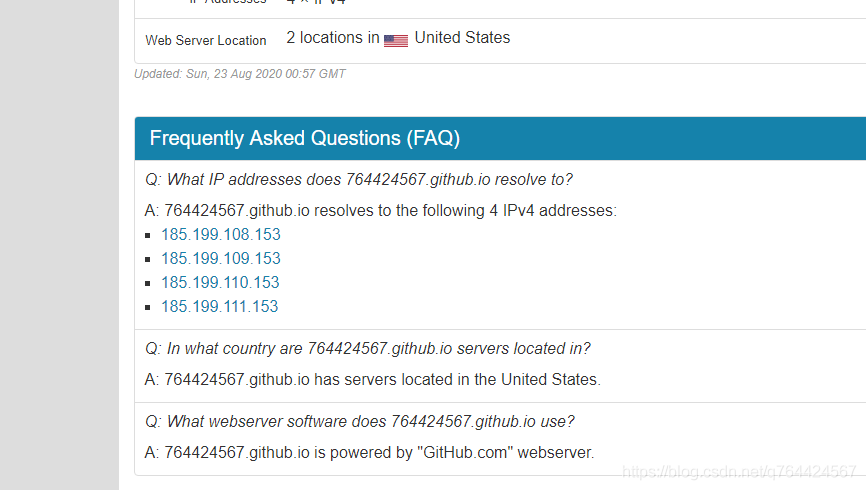 IP Addresses 4 × IPv4
Web Server Location 2 locations in United States
Updated: Sun, 23 Aug 2020 00:57 GMT
Frequently Asked Questions (FAQ)
Q: What IP addresses does 764424567.github.io resolve to?
A: 764424567.github.io resolves to the following 4 IPv4 addresses:
185.199.108.153
185.199.109.153
185.199.110.153
185.199.111.153
Q: In what country are 764424567.github.io servers located in?
A: 764424567.github.io has servers located in the United States.
Q: What webserver software does 764424567.github.io use?
A: 764424567.github.io is powered by "GitHub.com" webserver.
https://blog.csdn.net/q764424567